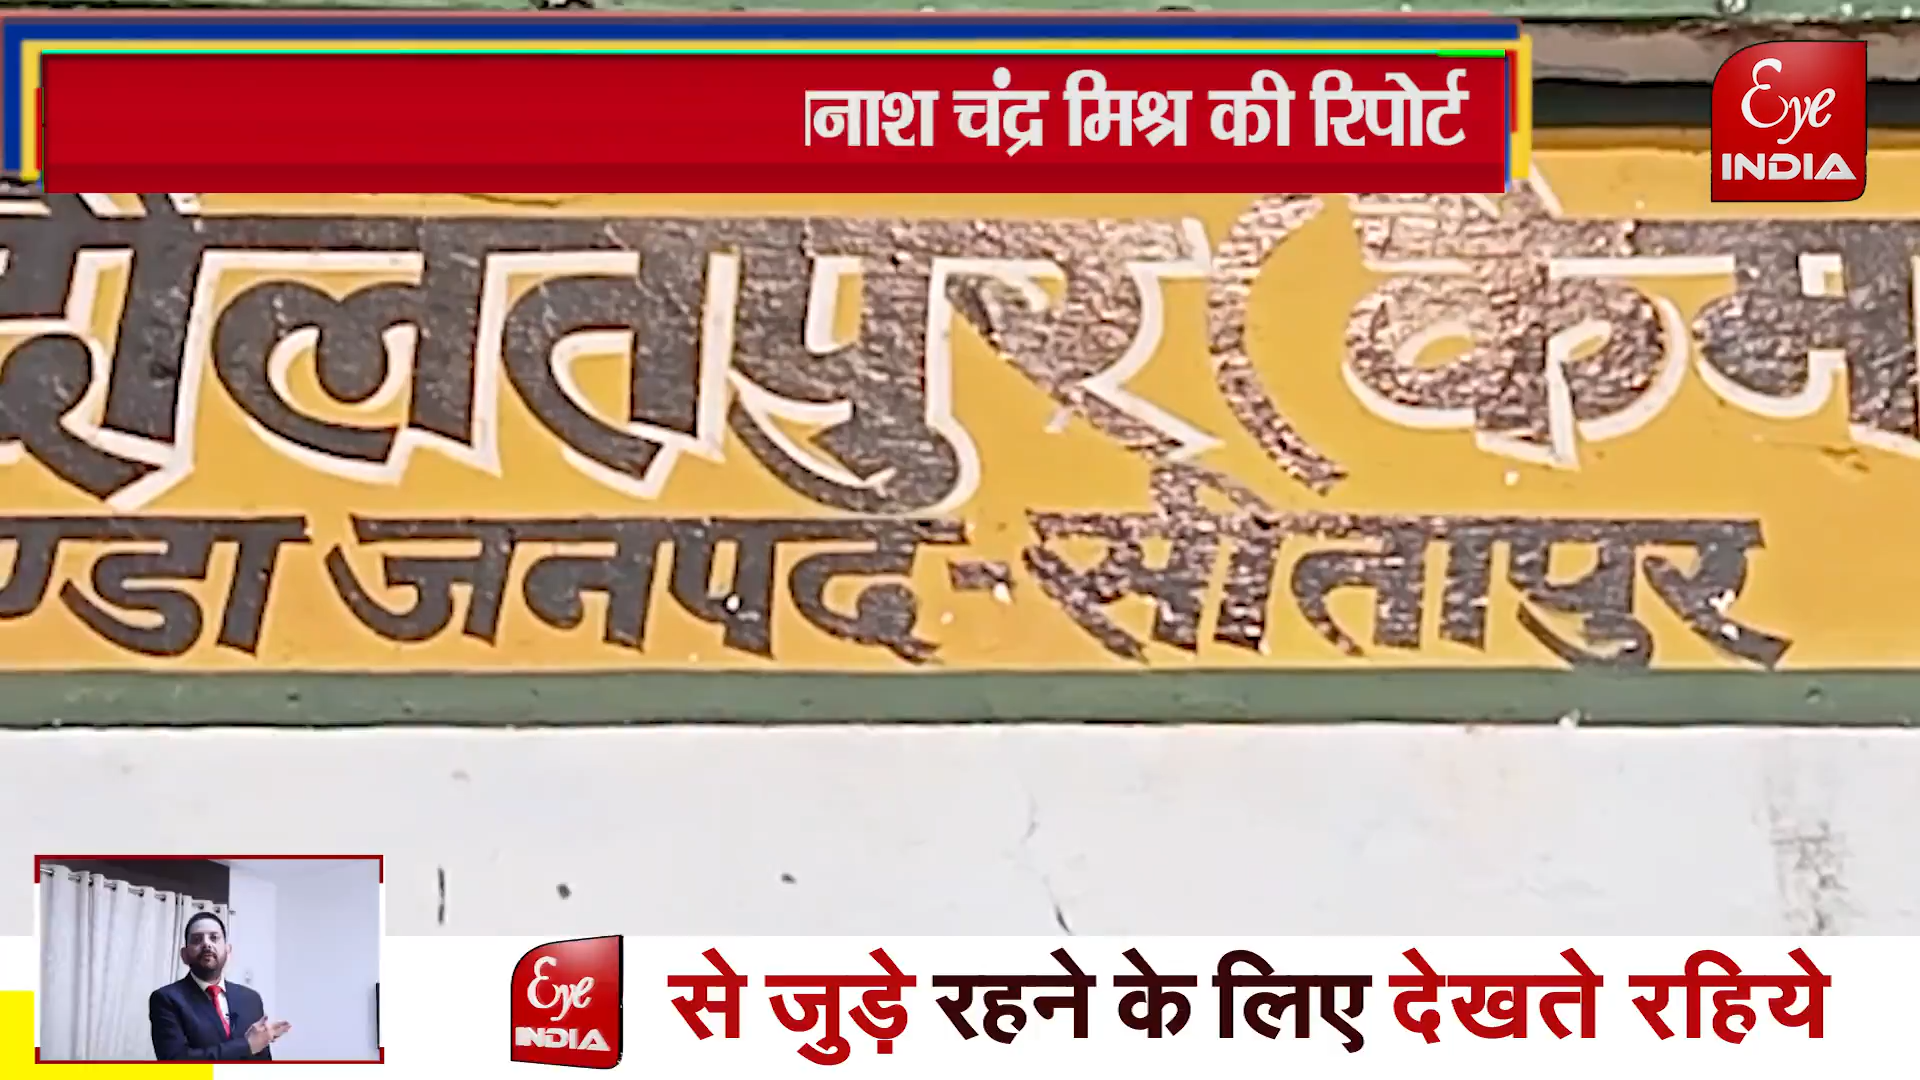 नाश चंद्र मिश्र की रिपोर्ट
Eye
INDIA
दौलतपुर (
ण्डा जनपद-सीतापुर
Eye
INDIA
से जुड़े रहने के लिए देखते रहिये